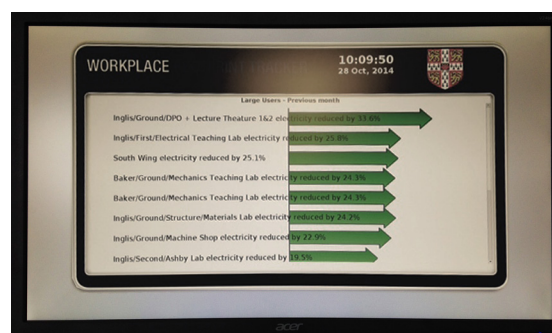 WORKPLACE
10:09:50
28 Oct, 2014
Large Users - Previous month
Inglis/Ground/DPO + Lecture Theature 1&2 electricity reduced by 33.6%
Inglis/First/Electrical Teaching Lab electricity reduced by 25.8%
South Wing electricity reduced by 25.1%
Baker/Ground/Mechanics Teaching Lab electricity reduced by 24.3%
Baker/Ground/Mechanics Teaching Lab electricity reduced by 24.3%
Inglis/Ground/Structure/Materials Lab electricity reduced by 24.2%
Inglis/Ground/Machine Shop electricity reduced by 22.9%
Inglis/Second/Ashby Lab electricity reduced by 19.5%
acer